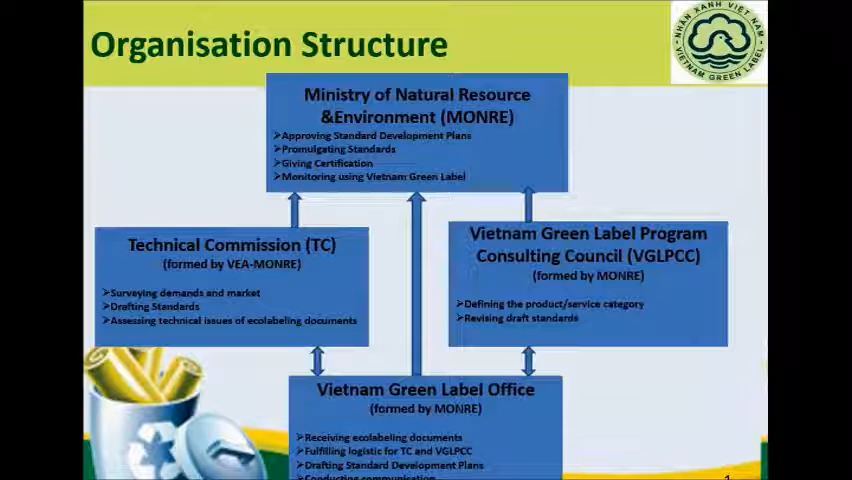 Organisation Structure
NHÃN XANH VIỆT NAM
VIETNAM GREEN LABEL
Ministry of Natural Resource
&Environment (MONRE)
➢Approving Standard Development Plans
➢Promulgating Standards
➢Giving Certification
➢Monitoring using Vietnam Green Label
Technical Commission (TC)
(formed by VEA-MONRE)
➢Surveying demands and market
➢Drafting Standards
➢Assessing technical issues of ecolabeling documents
Vietnam Green Label Program
Consulting Council (VGLPCC)
(formed by MONRE)
➢Defining the product/service category
➢Revising draft standards
Vietnam Green Label Office
(formed by MONRE)
➢Receiving ecolabeling documents
➢Fulfilling logistic for TC and VGLPCC
➢Drafting Standard Development Plans
➢Conducting communication
1